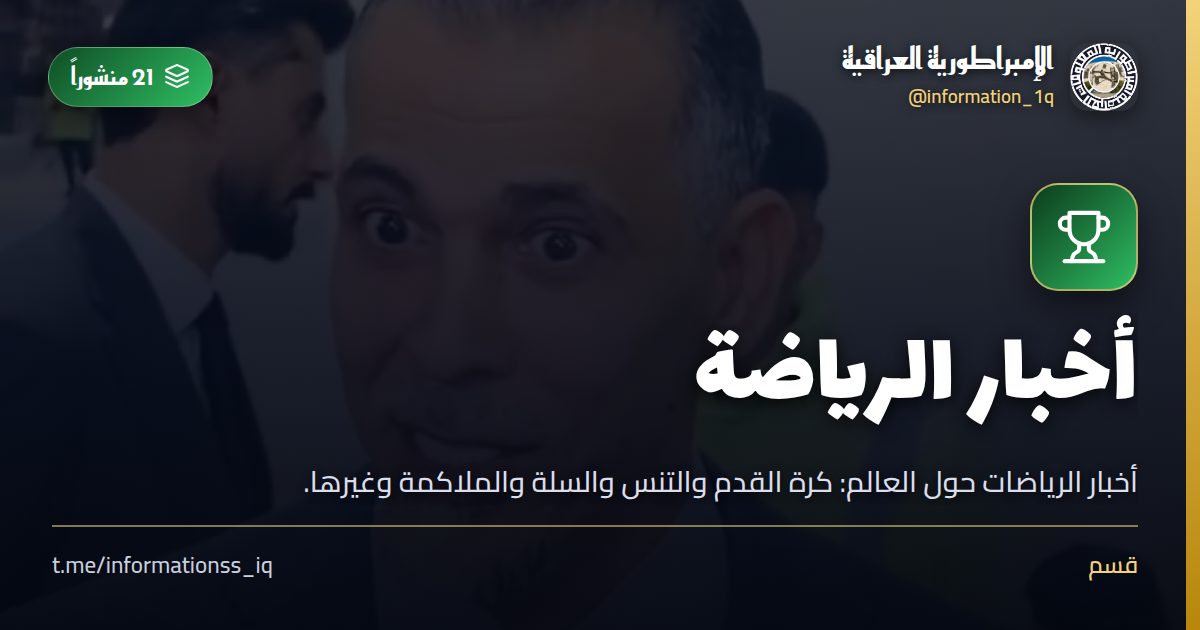 الإمبراطورية العراقية
@information_1q
21 منشوراً
أخبار الرياضة
أخبار الرياضات حول العالم: كرة القدم والتنس والسلة والملاكمة وغيرها.
قسم
t.me/informationss_iq